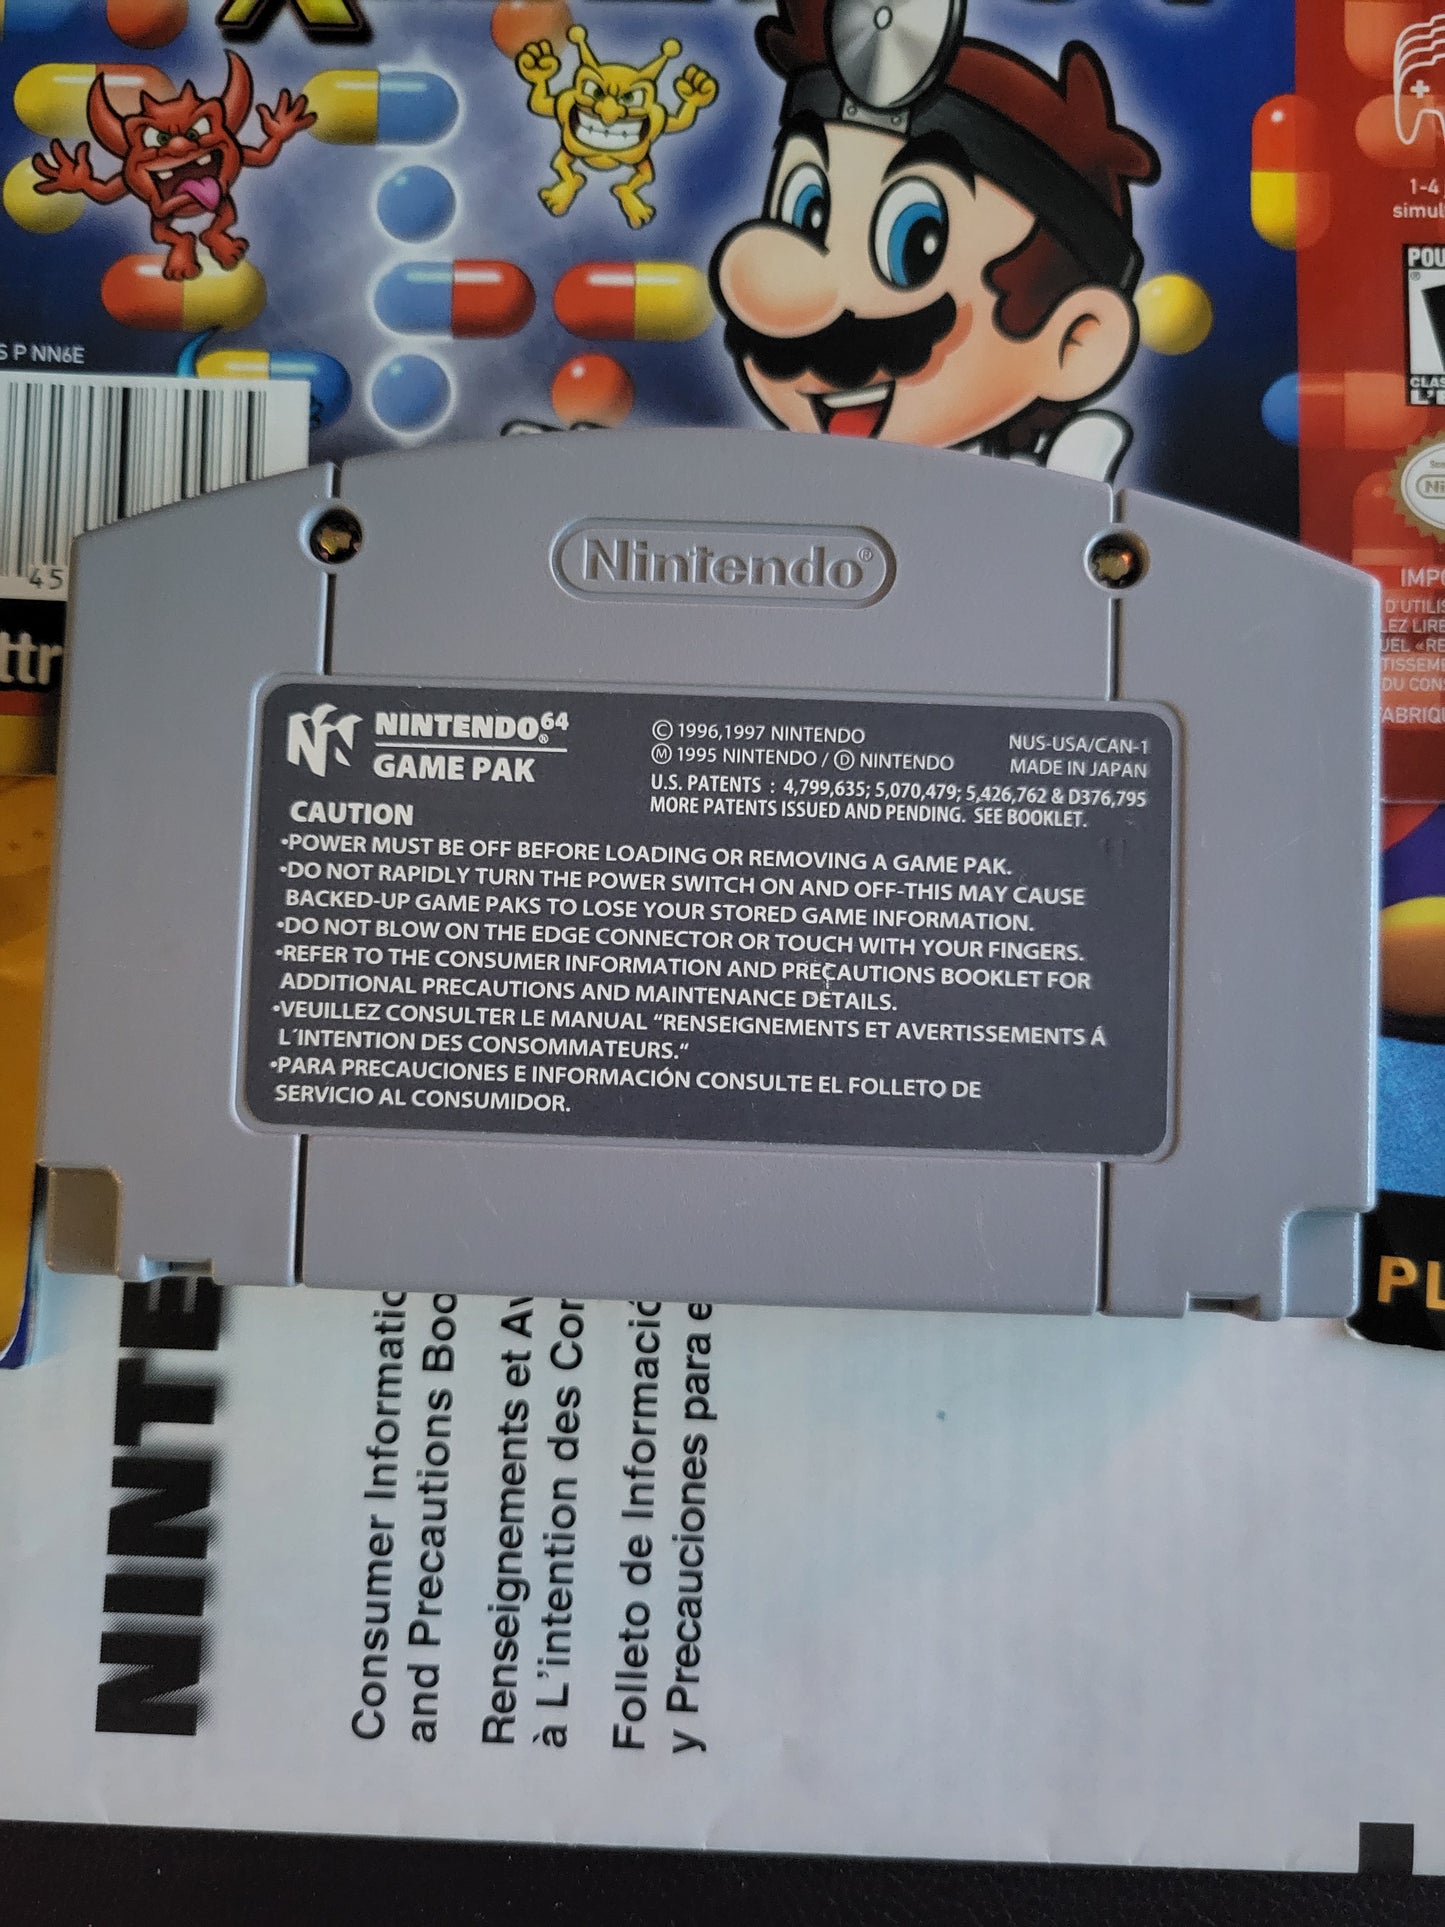 1-4
S P NN6E
45
IMPO
D'UTILIS
Nintendo®
NINTENDO64®
GAME PAK
© 1996,1997 NINTENDO
Ⓜ 1995 NINTENDO / Ⓓ NINTENDO
NUS-USA/CAN-1
MADE IN JAPAN
U.S. PATENTS : 4,799,635; 5,070,479; 5,426,762 & D376,795
MORE PATENTS ISSUED AND PENDING. SEE BOOKLET.
CAUTION
•POWER MUST BE OFF BEFORE LOADING OR REMOVING A GAME PAK.
•DO NOT RAPIDLY TURN THE POWER SWITCH ON AND OFF-THIS MAY CAUSE
BACKED-UP GAME PAKS TO LOSE YOUR STORED GAME INFORMATION.
•DO NOT BLOW ON THE EDGE CONNECTOR OR TOUCH WITH YOUR FINGERS.
•REFER TO THE CONSUMER INFORMATION AND PRECAUTIONS BOOKLET FOR
ADDITIONAL PRECAUTIONS AND MAINTENANCE DETAILS.
•VEUILLEZ CONSULTER LE MANUAL "RENSEIGNEMENTS ET AVERTISSEMENTS Á
L'INTENTION DES CONSOMMATEURS."
•PARA PRECAUCIONES E INFORMACIÓN CONSULTE EL FOLLETO DE
SERVICIO AL CONSUMIDOR.
PL
NINTE
Consumer Informatio
and Precautions Boo
Renseignements et Av
à L'intention des Con
Folleto de Informació
y Precauciones para e